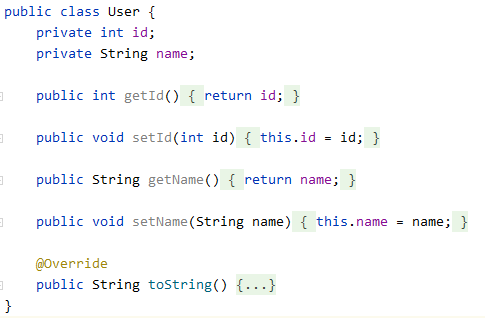 public class User {
    private int id;
    private String name;

    public int getId() { return id; }

    public void setId(int id) { this.id = id; }

    public String getName() { return name; }

    public void setName(String name) { this.name = name; }

    @Override
    public String toString() {...}
}